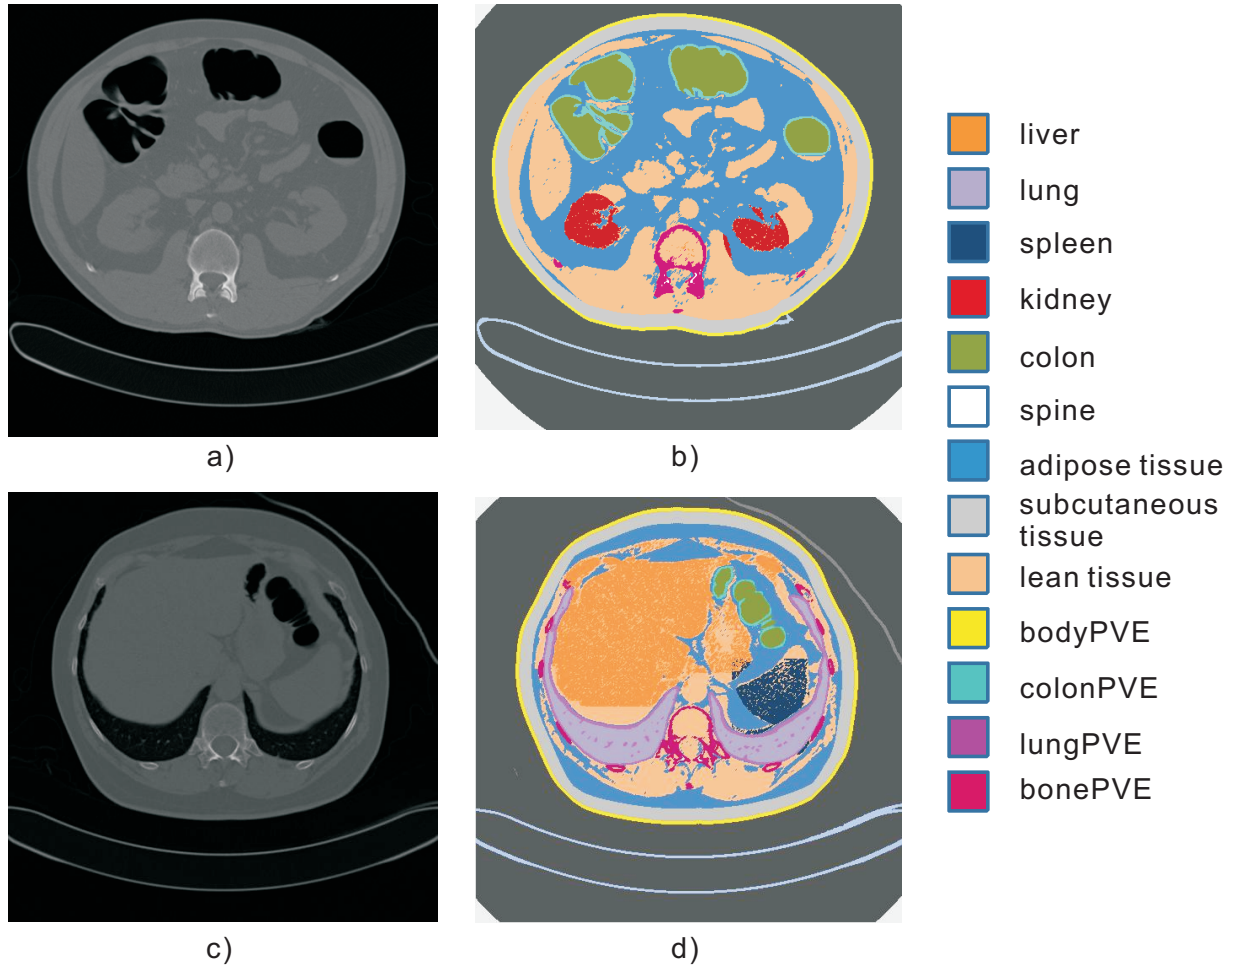 a)
b)
c)
d)
liver
lung
spleen
kidney
colon
spine
adipose tissue
subcutaneous
tissue
lean tissue
bodyPVE
colonPVE
lungPVE
bonePVE